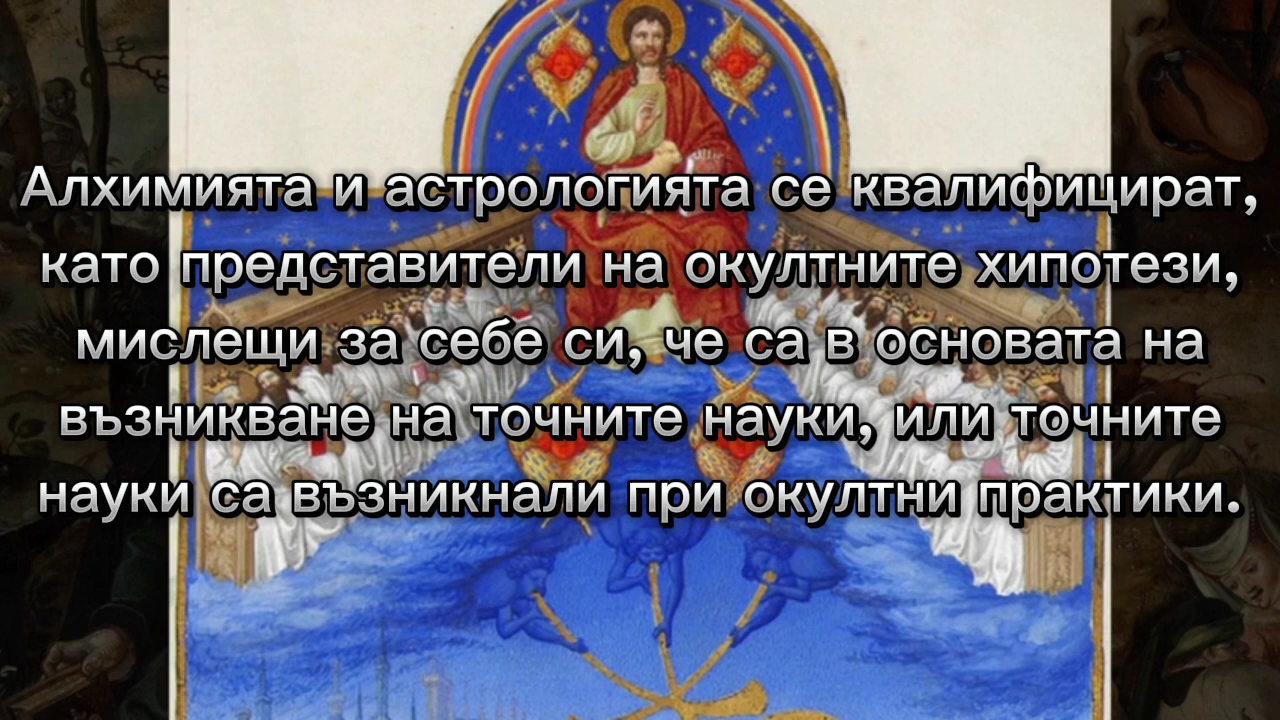 Алхимията и астрологията се квалифицират,
като представители на окултните хипотези,
мислещи за себе си, че са в основата на
възникване на точните науки, или точните
науки са възникнали при окултни практики.